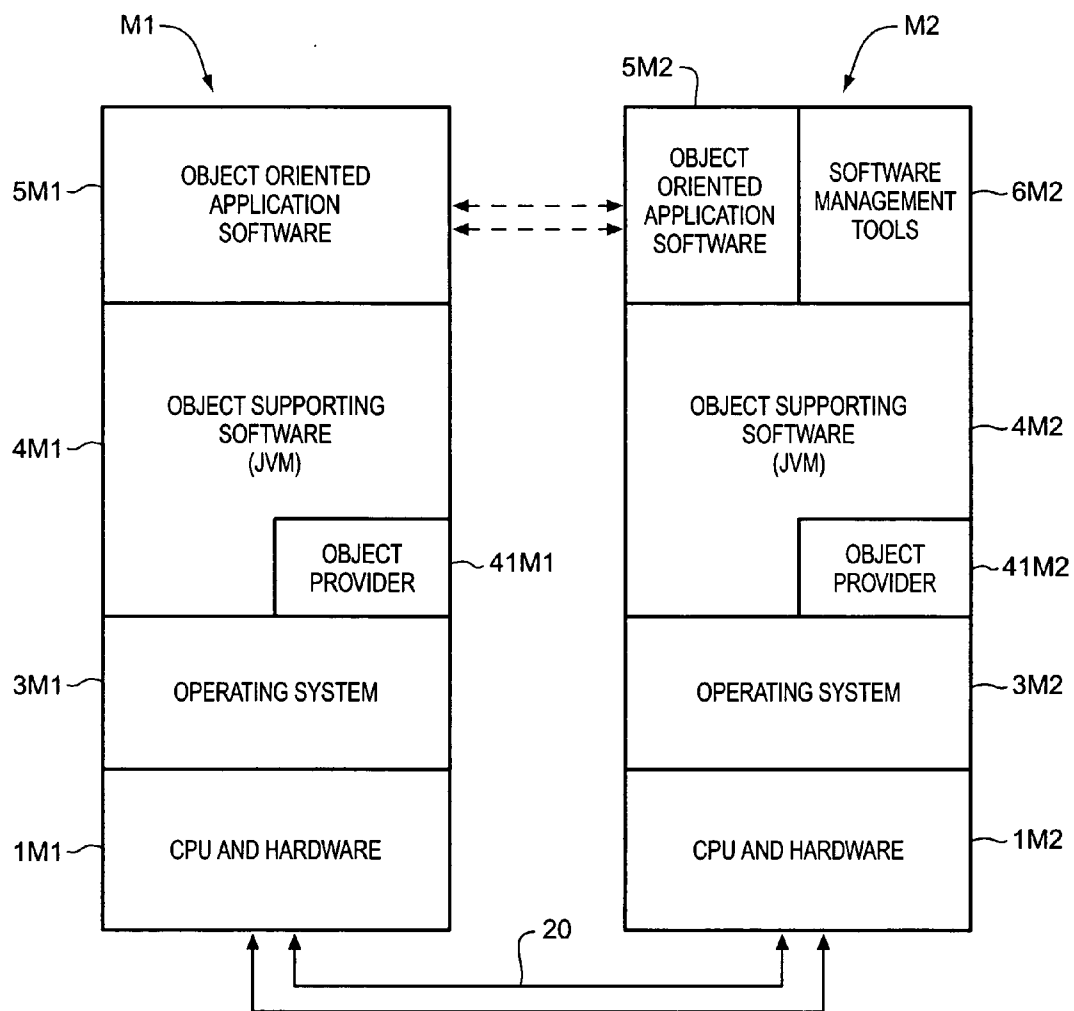 M1
M2
5M2
5M1
OBJECT ORIENTED
APPLICATION
SOFTWARE
OBJECT
ORIENTED
APPLICATION
SOFTWARE
SOFTWARE
MANAGEMENT
TOOLS
6M2
4M1
OBJECT SUPPORTING
SOFTWARE
(JVM)
OBJECT SUPPORTING
SOFTWARE
(JVM)
4M2
OBJECT
PROVIDER
41M1
OBJECT
PROVIDER
41M2
3M1
OPERATING SYSTEM
OPERATING SYSTEM
3M2
1M1
CPU AND HARDWARE
CPU AND HARDWARE
1M2
20